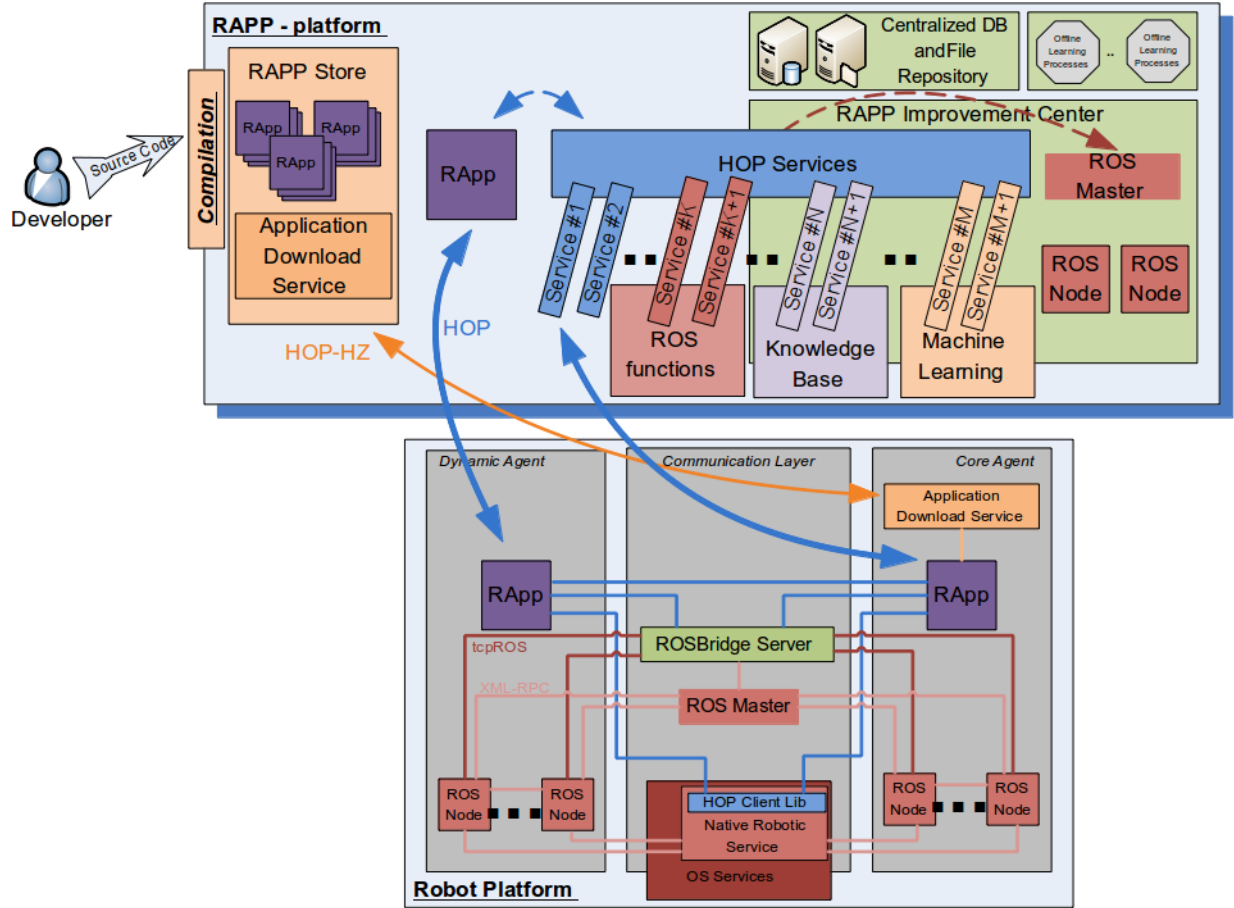 RAPP - platform
RAPP Store
RApp
RApp
RApp
Application
Download
Service
Compilation
Source Code
Developer
RApp
HOP Services
Service #1
Service #2
Service #K
Service #K+1
Service #N
Service #N+1
Service #M
Service #M+1
ROS
functions
Knowledge
Base
Machine
Learning
Centralized DB
and File
Repository
Offline
Learning
Processes
..
Offline
Learning
Processes
RAPP Improvement Center
ROS
Master
ROS
Node
ROS
Node
HOP
HOP-HZ
Dynamic Agent
Communication Layer
Core Agent
Application
Download Service
RApp
RApp
ROSBridge Server
tcpROS
XML-RPC
ROS Master
ROS
Node
ROS
Node
ROS
Node
ROS
Node
HOP Client Lib
Native Robotic
Service
OS Services
Robot Platform